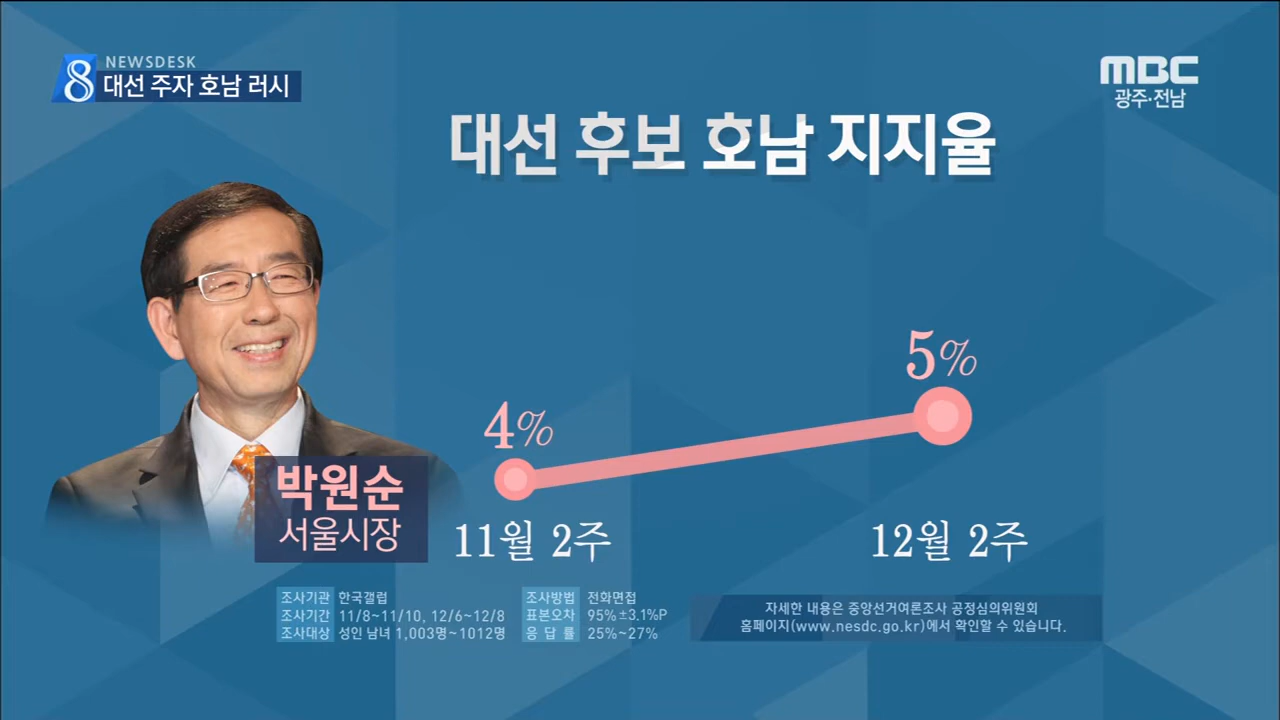 NEWSDESK
8 대선 주자 호남 러시
MBC
광주·전남
대선 후보 호남 지지율
4%
5%
박원순
서울시장
11월 2주
12월 2주
조사기관 한국갤럽
조사기간 11/8~11/10, 12/6~12/8
조사대상 성인 남녀 1,003명~1012명
조사방법 전화면접
표본오차 95%±3.1%P
응 답 률 25%~27%
자세한 내용은 중앙선거여론조사 공정심의위원회
홈페이지(www.nesdc.go.kr)에서 확인할 수 있습니다.